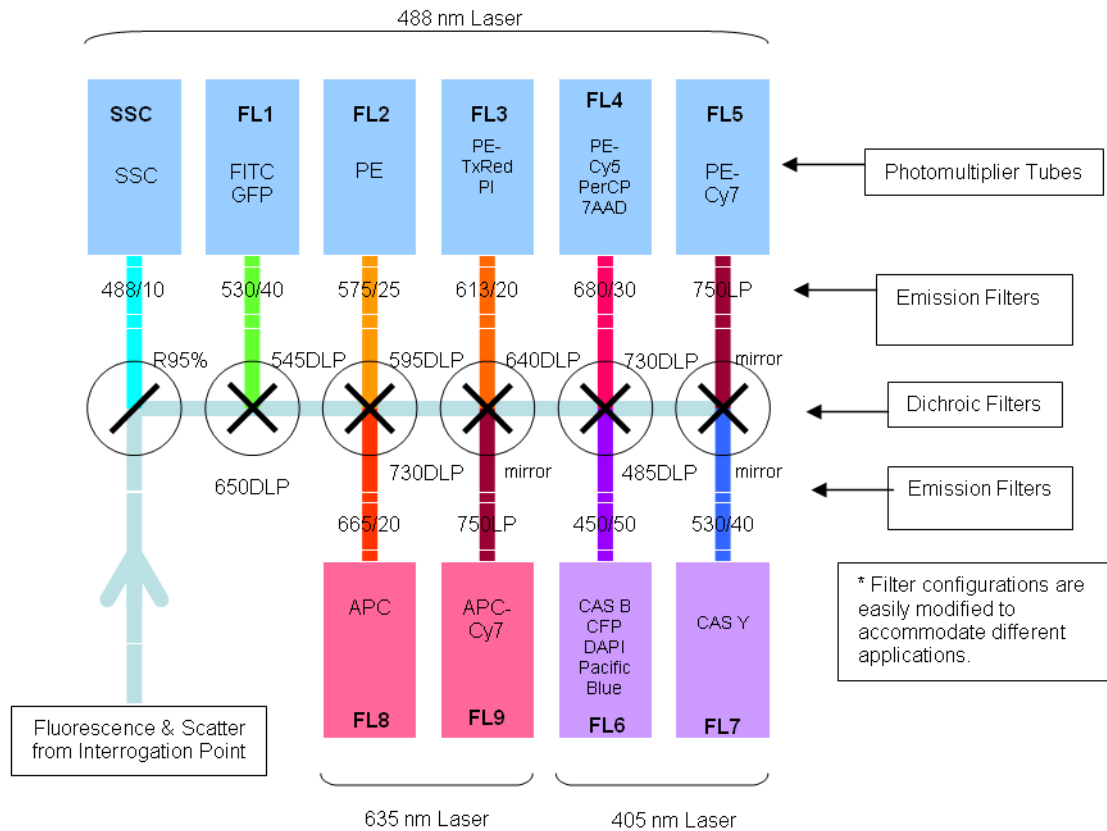 488 nm Laser
SSC
SSC
FL1
FITC
GFP
FL2
PE
FL3
PE-
TxRed
PI
FL4
PE-
Cy5
PerCP
7AAD
FL5
PE-
Cy7
Photomultiplier Tubes
488/10
530/40
575/25
613/20
680/30
750LP
Emission Filters
R95%
545DLP
595DLP
640DLP
730DLP
mirror
Dichroic Filters
650DLP
730DLP
mirror
485DLP
mirror
Emission Filters
665/20
750LP
450/50
530/40
APC
FL8
APC-
Cy7
FL9
CAS B
CFP
DAPI
Pacific
Blue
FL6
CAS Y
FL7
* Filter configurations are
easily modified to
accommodate different
applications.
Fluorescence & Scatter
from Interrogation Point
635 nm Laser
405 nm Laser